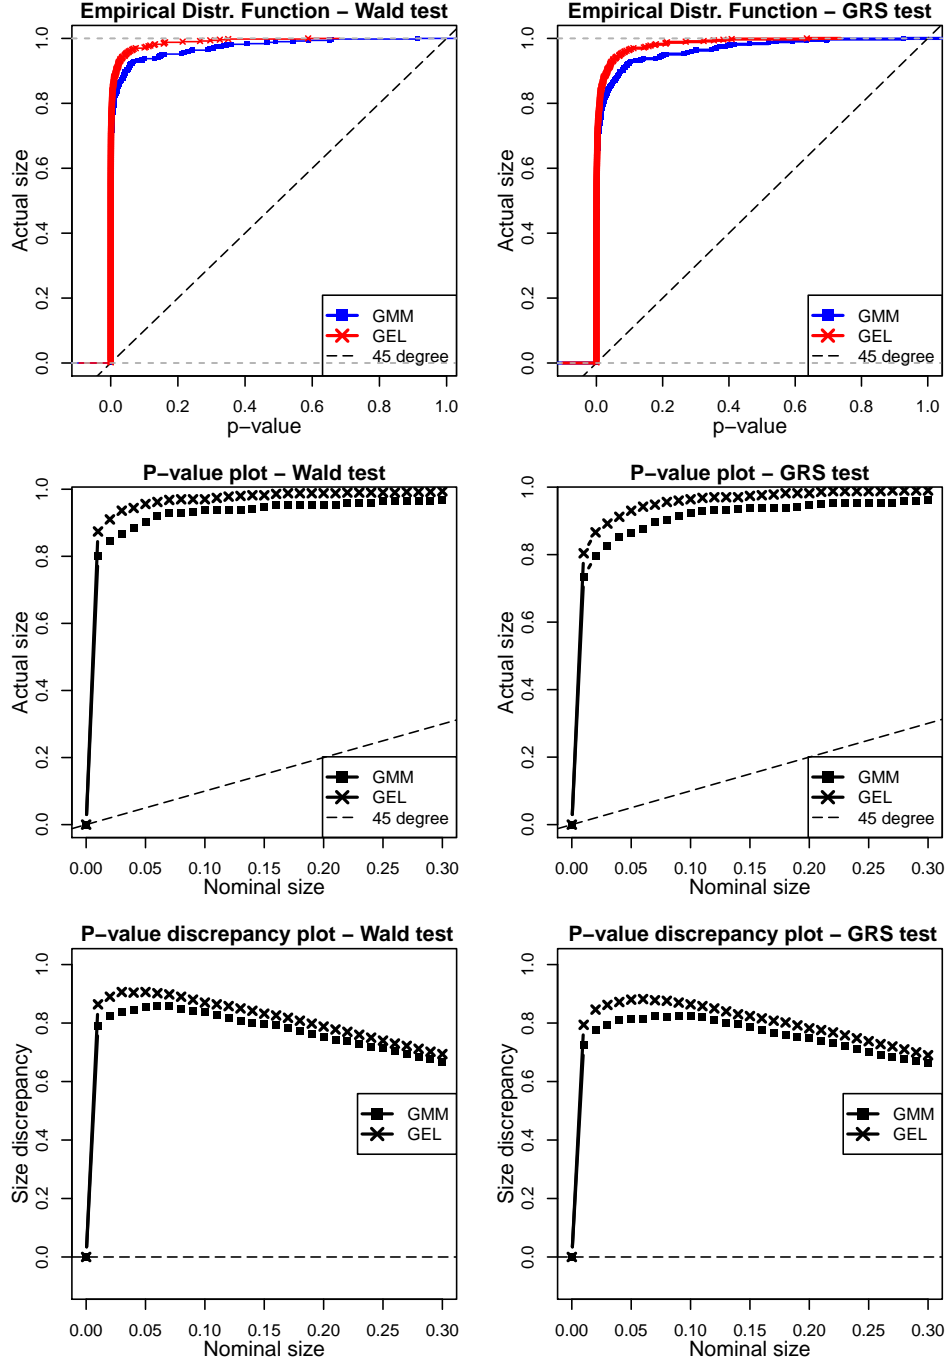 Empirical Distr. Function − Wald test
Actual size
1.0
0.8
0.6
0.4
0.2
0.0
GMM
GEL
45 degree
0.0 0.2 0.4 0.6 0.8 1.0
p−value
Empirical Distr. Function − GRS test
Actual size
1.0
0.8
0.6
0.4
0.2
0.0
GMM
GEL
45 degree
0.0 0.2 0.4 0.6 0.8 1.0
p−value
P−value plot − Wald test
Actual size
1.0
0.8
0.6
0.4
0.2
0.0
GMM
GEL
45 degree
0.00 0.05 0.10 0.15 0.20 0.25 0.30
Nominal size
P−value plot − GRS test
Actual size
1.0
0.8
0.6
0.4
0.2
0.0
GMM
GEL
45 degree
0.00 0.05 0.10 0.15 0.20 0.25 0.30
Nominal size
P−value discrepancy plot − Wald test
Size discrepancy
1.0
0.8
0.6
0.4
0.2
0.0
GMM
GEL
0.00 0.05 0.10 0.15 0.20 0.25 0.30
Nominal size
P−value discrepancy plot − GRS test
Size discrepancy
1.0
0.8
0.6
0.4
0.2
0.0
GMM
GEL
0.00 0.05 0.10 0.15 0.20 0.25 0.30
Nominal size